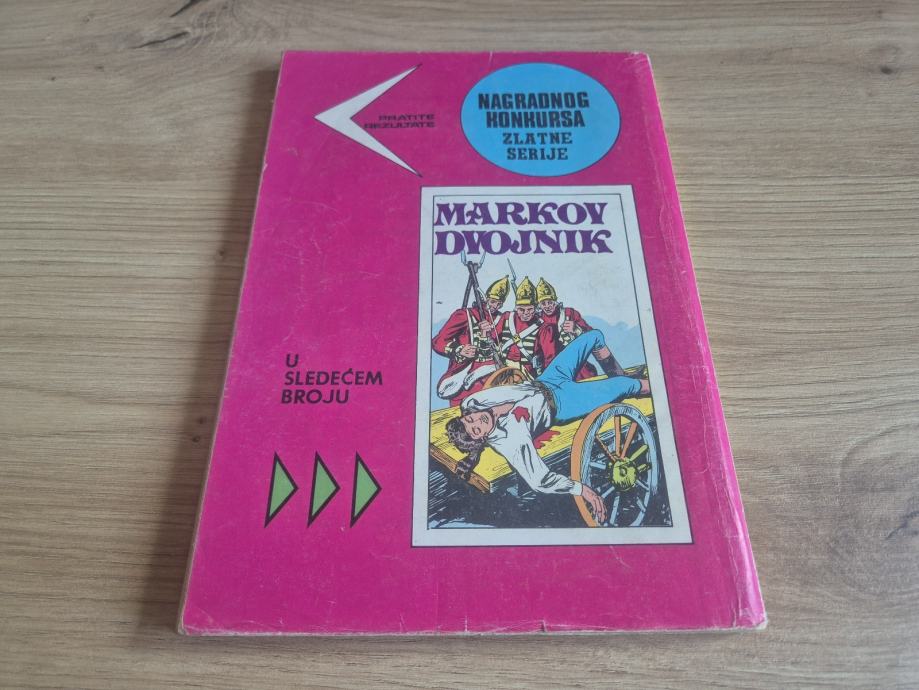 PRATITE
REZULTATE
NAGRADNOG
KONKURSA
ZLATNE
SERIJE
MARKOV
DVOJNIK
U
SLEDEĆEM
BROJU